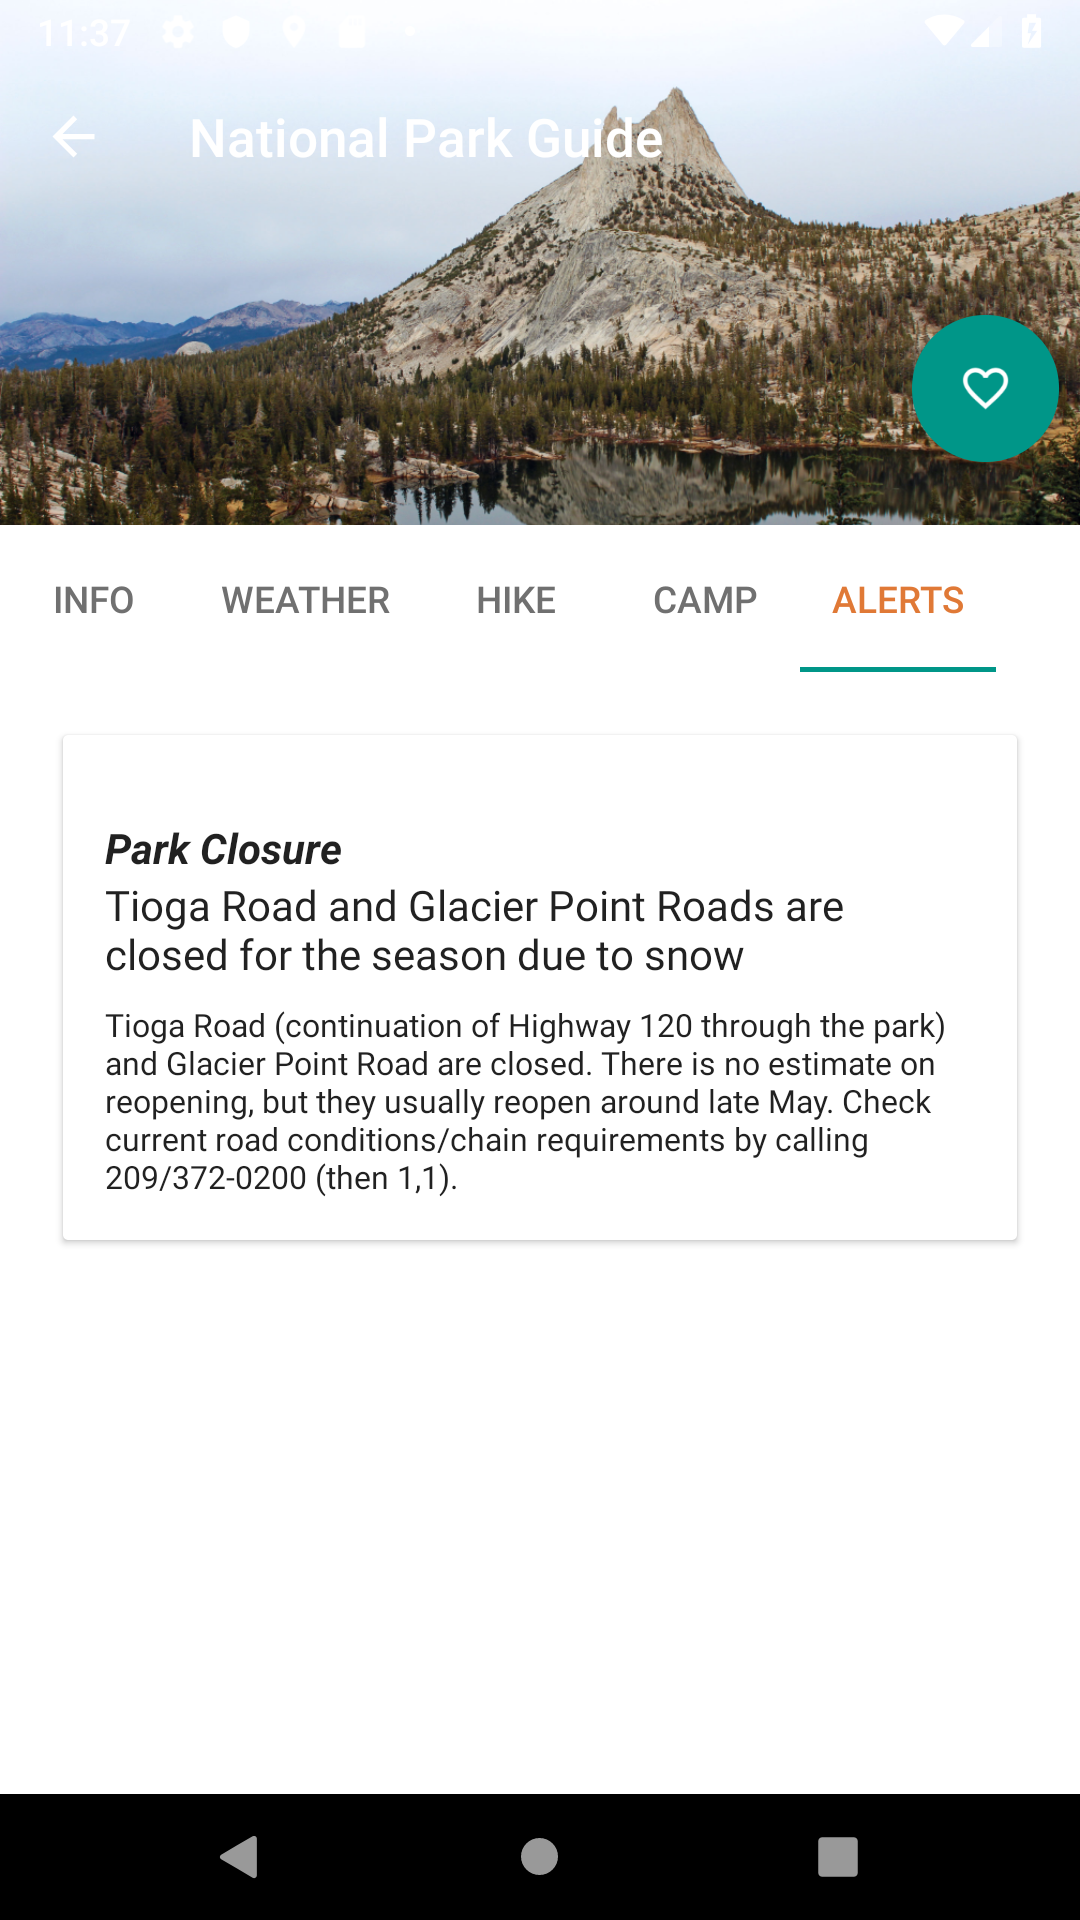 11:37
National Park Guide
INFO WEATHER HIKE CAMP ALERTS
Park Closure
Tioga Road and Glacier Point Roads are
closed for the season due to snow
Tioga Road (continuation of Highway 120 through the park)
and Glacier Point Road are closed. There is no estimate on
reopening, but they usually reopen around late May. Check
current road conditions/chain requirements by calling
209/372-0200 (then 1,1).